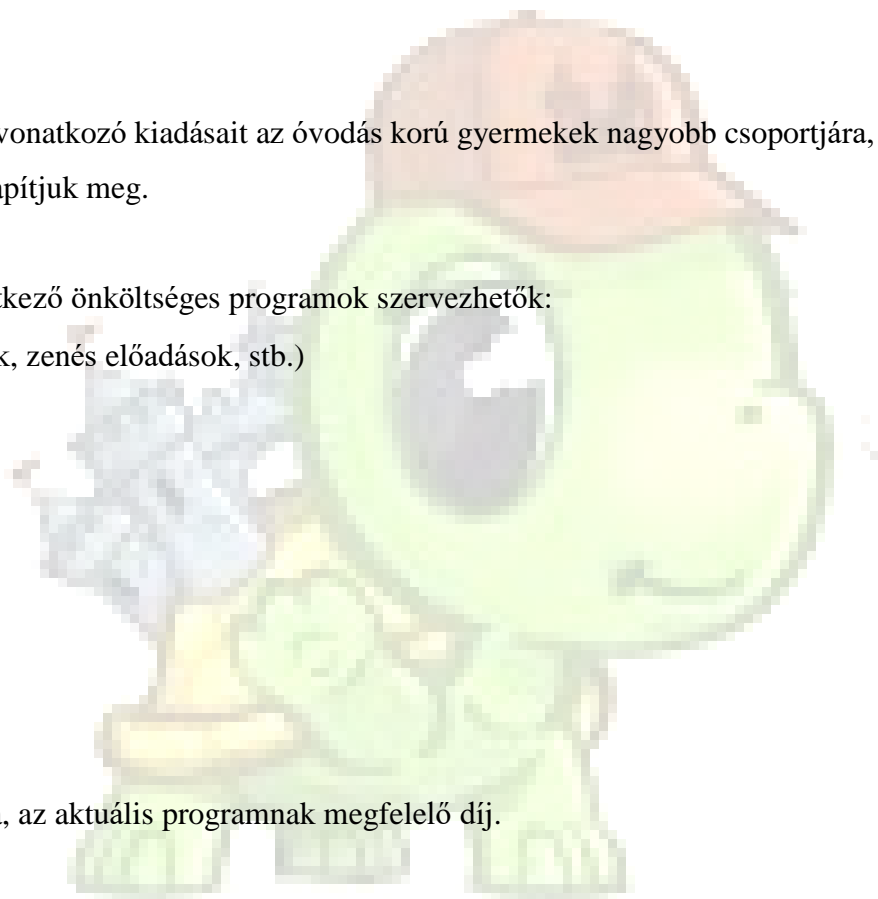 vonatkozó kiadásait az óvodás korú gyermekek nagyobb csoportjára,
apítjuk meg.
tkező önköltséges programok szervezhetők:
k, zenés előadások, stb.)
, az aktuális programnak megfelelő díj.